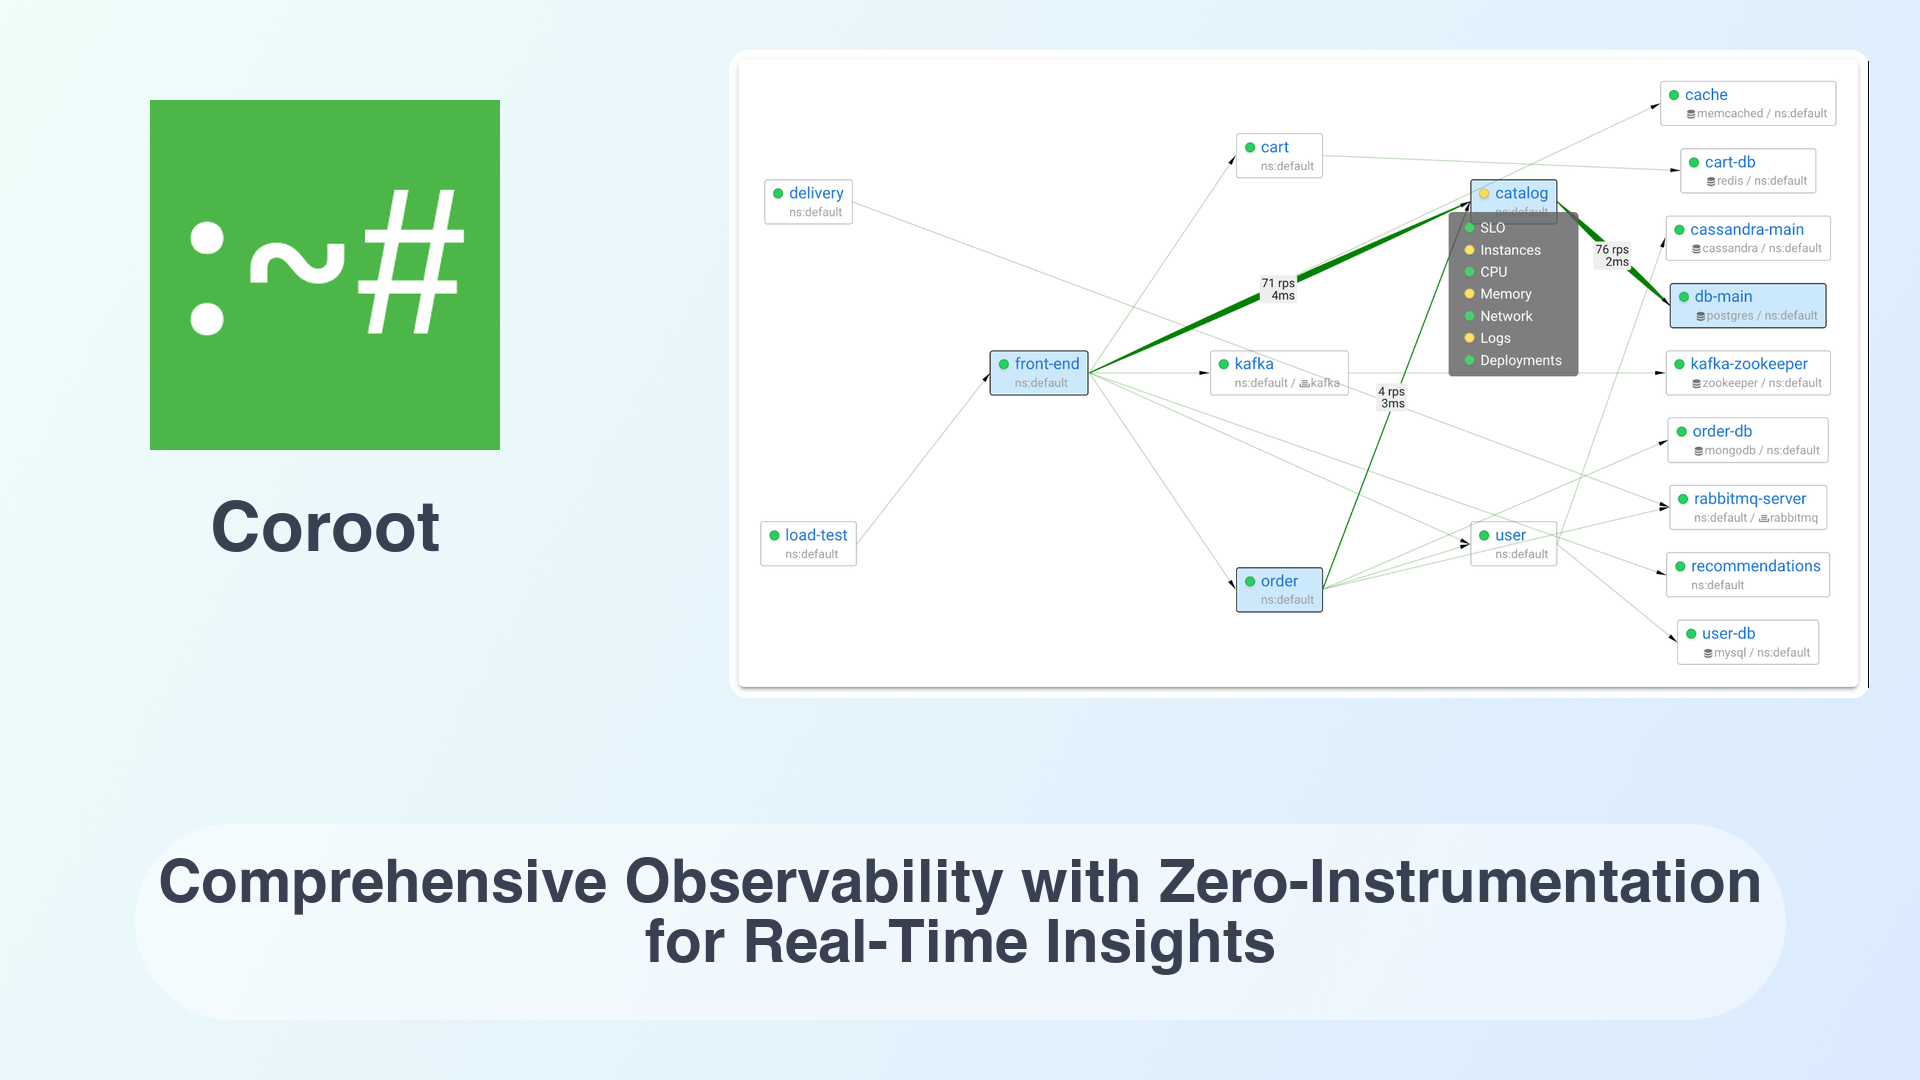 :~#
Coroot
delivery
ns:default
load-test
ns:default
front-end
ns:default
cart
ns:default
kafka
ns:default / kafka
order
ns:default
71 rps
4ms
4 rps
3ms
catalog
ns:default
SLO
Instances
CPU
Memory
Network
Logs
Deployments
76 rps
2ms
user
ns:default
cache
memcached / ns:default
cart-db
redis / ns:default
cassandra-main
cassandra / ns:default
db-main
postgres / ns:default
kafka-zookeeper
zookeeper / ns:default
order-db
mongodb / ns:default
rabbitmq-server
ns:default / rabbitmq
recommendations
ns:default
user-db
mysql / ns:default
Comprehensive Observability with Zero-Instrumentation
for Real-Time Insights